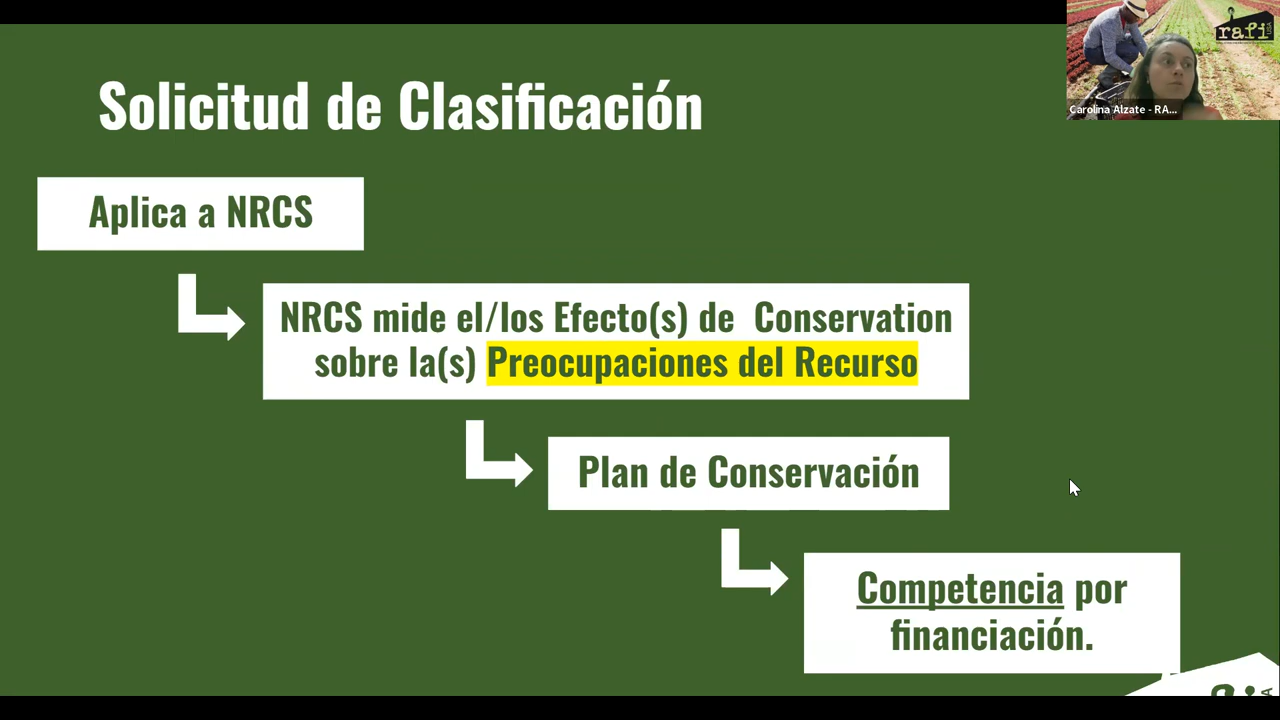 Solicitud de Clasificación
rafi
USA
Carolina Alzate - RA...
Aplica a NRCS
NRCS mide el/los Efecto(s) de Conservation
sobre la(s) Preocupaciones del Recurso
Plan de Conservación
Competencia por
financiación.